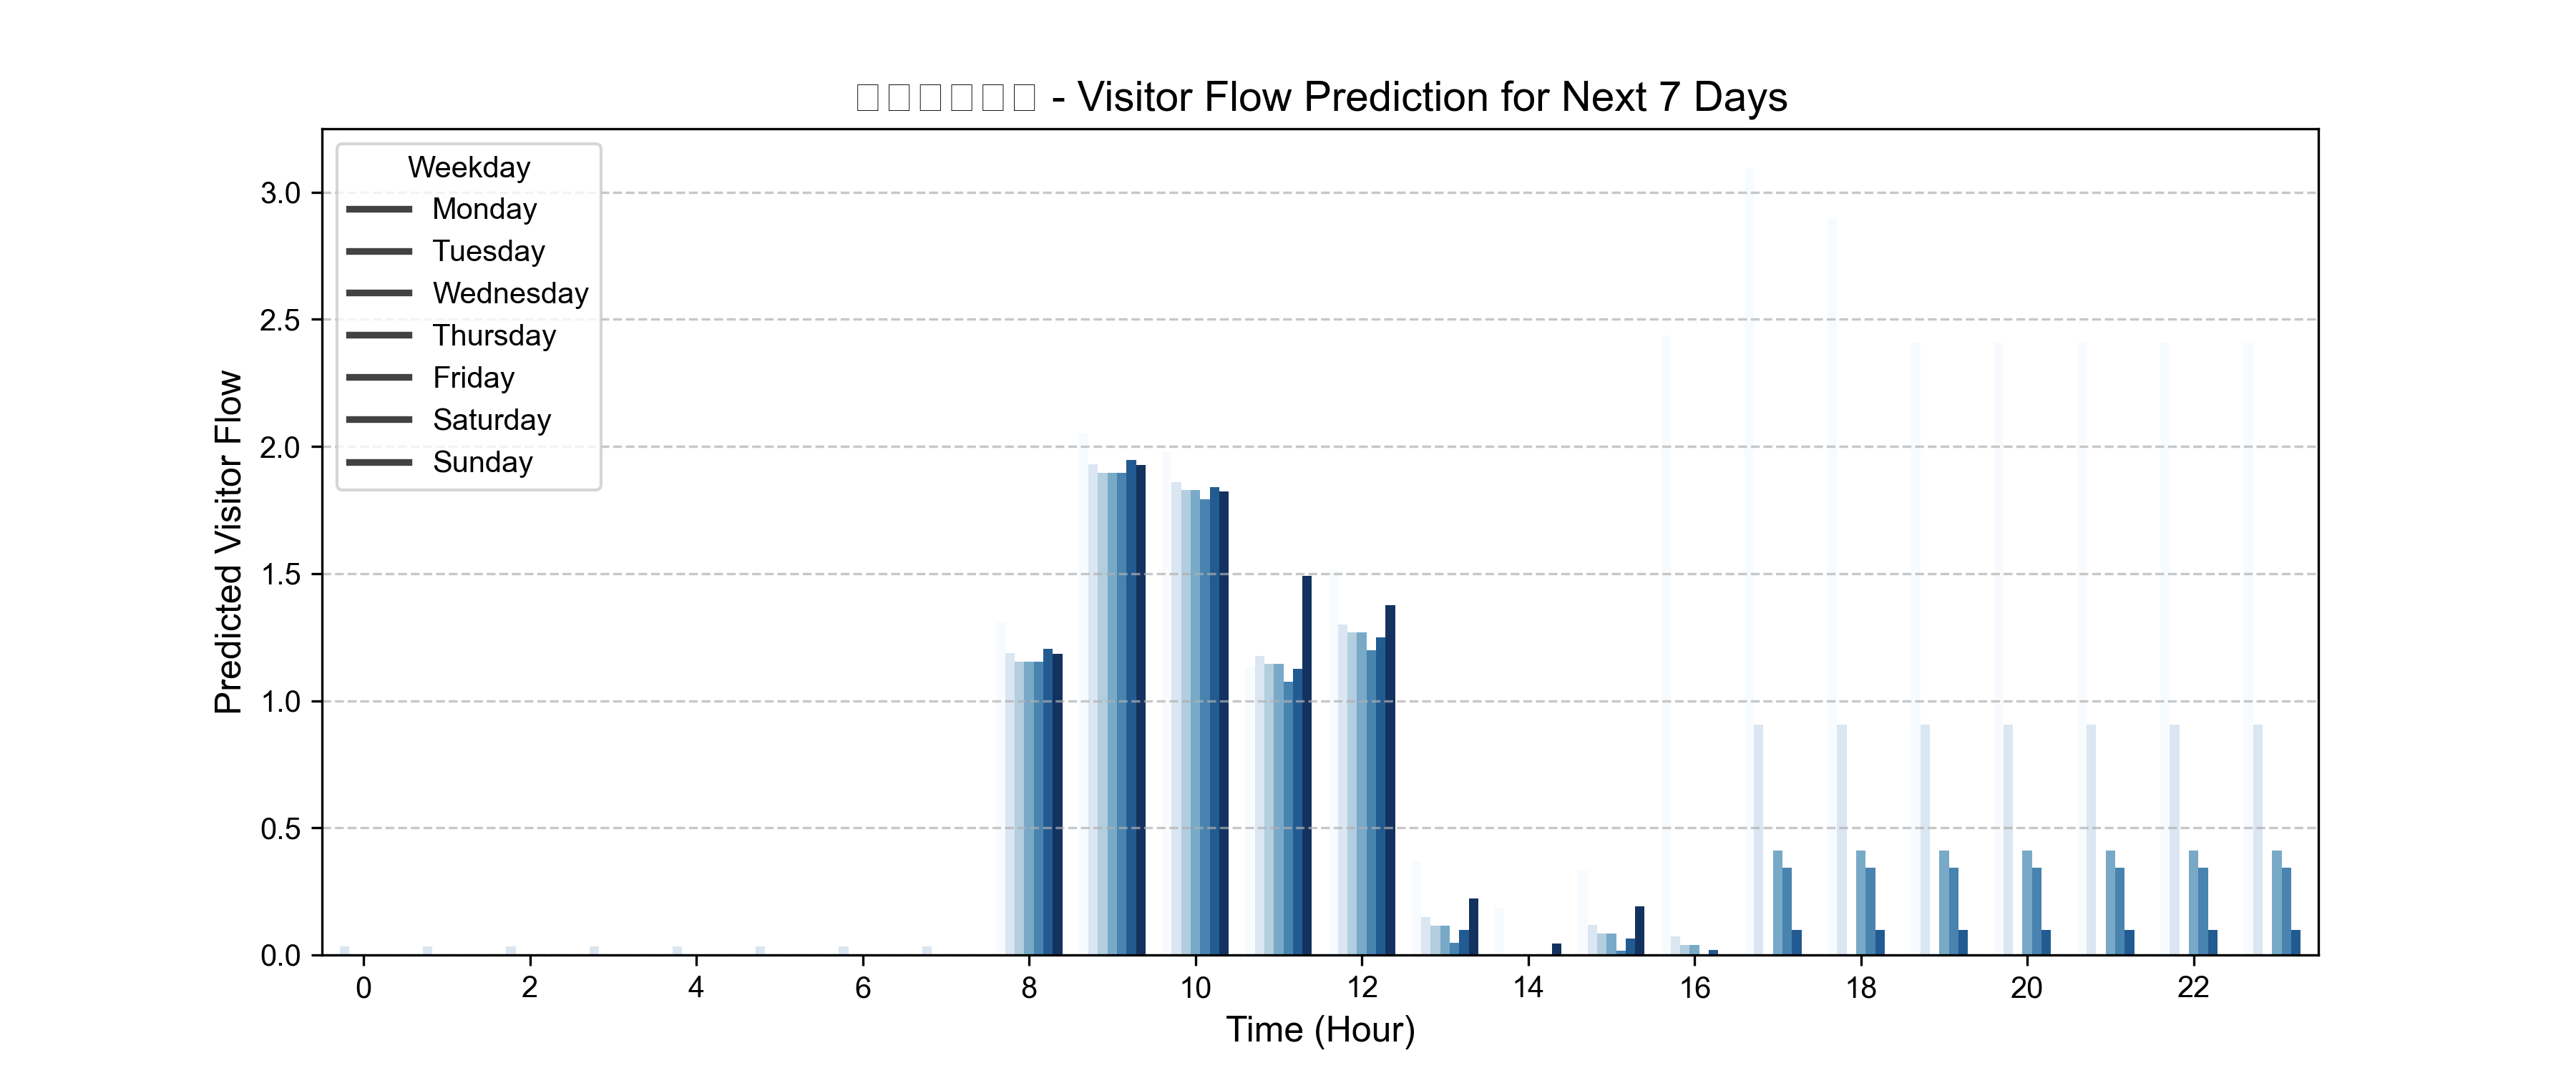 - Visitor Flow Prediction for Next 7 Days
Weekday
Monday
Tuesday
Wednesday
Thursday
Friday
Saturday
Sunday
Predicted Visitor Flow
3.0
2.5
2.0
1.5
1.0
0.5
0.0
0 2 4 6 8 10 12 14 16 18 20 22
Time (Hour)